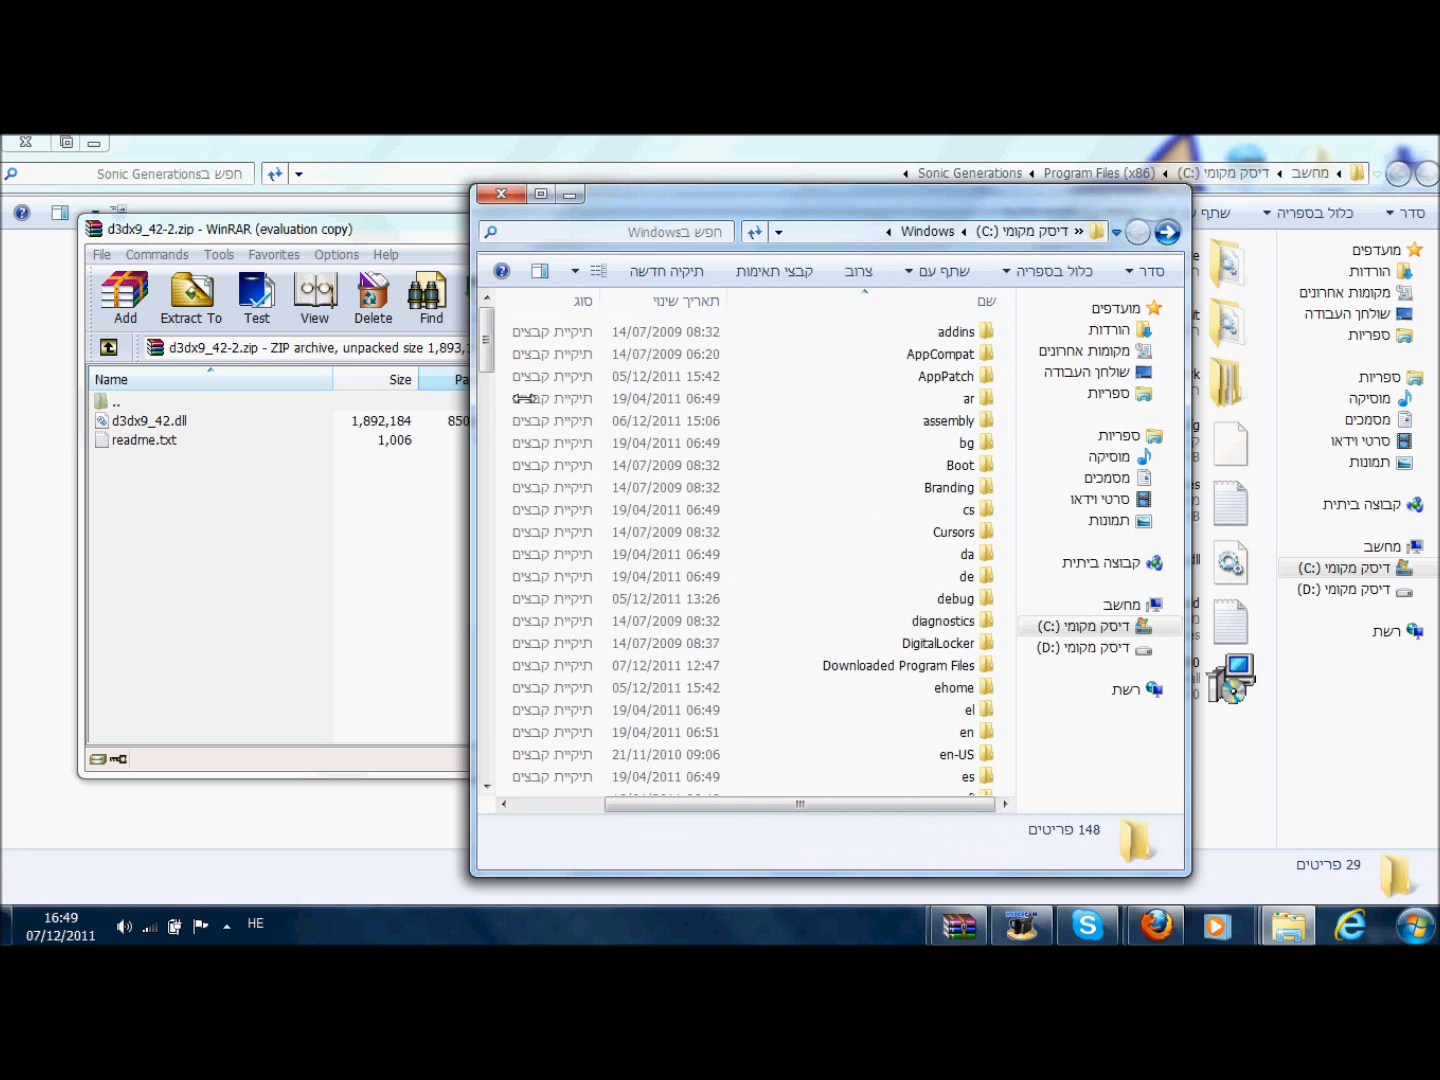 חפש בSonic Generations
מחשב
דיסק מקומי (C:)
Program Files (x86)
Sonic Generations
סדר
כלול בספריה
שתף
מועדפים
הורדות
מקומות אחרונים
שולחן העבודה
ספריות
ספריות
מוסיקה
מסמכים
סרטי וידאו
תמונות
קבוצה ביתית
מחשב
דיסק מקומי (C:)
דיסק מקומי (D:)
רשת
29 פריטים
d3dx9_42-2.zip - WinRAR (evaluation copy)
File Commands Tools Favorites Options Help
Add Extract To Test View Delete Find
d3dx9_42-2.zip - ZIP archive, unpacked size 1,893,
Name Size Pa
..
d3dx9_42.dll 1,892,184 850
readme.txt 1,006
חפש בWindows
דיסק מקומי (C:)
Windows
סדר
כלול בספריה
שתף עם
צרוב
קבצי תאימות
תיקיה חדשה
שם תאריך שינוי סוג
addins 14/07/2009 08:32 תיקיית קבצים
AppCompat 14/07/2009 06:20 תיקיית קבצים
AppPatch 05/12/2011 15:42 תיקיית קבצים
ar 19/04/2011 06:49 תיקיית קבצים
assembly 06/12/2011 15:06 תיקיית קבצים
bg 19/04/2011 06:49 תיקיית קבצים
Boot 14/07/2009 08:32 תיקיית קבצים
Branding 14/07/2009 08:32 תיקיית קבצים
cs 19/04/2011 06:49 תיקיית קבצים
Cursors 14/07/2009 08:32 תיקיית קבצים
da 19/04/2011 06:49 תיקיית קבצים
de 19/04/2011 06:49 תיקיית קבצים
debug 05/12/2011 13:26 תיקיית קבצים
diagnostics 14/07/2009 08:32 תיקיית קבצים
DigitalLocker 14/07/2009 08:37 תיקיית קבצים
Downloaded Program Files 07/12/2011 12:47 תיקיית קבצים
ehome 05/12/2011 15:42 תיקיית קבצים
el 19/04/2011 06:49 תיקיית קבצים
en 19/04/2011 06:51 תיקיית קבצים
en-US 21/11/2010 09:06 תיקיית קבצים
es 19/04/2011 06:49 תיקיית קבצים
מועדפים
הורדות
מקומות אחרונים
שולחן העבודה
ספריות
ספריות
מוסיקה
מסמכים
סרטי וידאו
תמונות
קבוצה ביתית
מחשב
דיסק מקומי (C:)
דיסק מקומי (D:)
רשת
148 פריטים
16:49
07/12/2011
HE